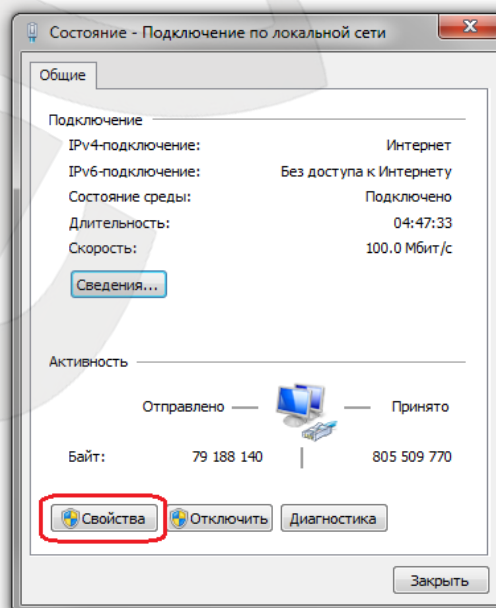 Состояние - Подключение по локальной сети
Общие
Подключение
IPv4-подключение: Интернет
IPv6-подключение: Без доступа к Интернету
Состояние среды: Подключено
Длительность: 04:47:33
Скорость: 100.0 Мбит/с
Сведения...
Активность
Отправлено — — Принято
Байт: 79 188 140 | 805 509 770
Свойства Отключить Диагностика
Закрыть